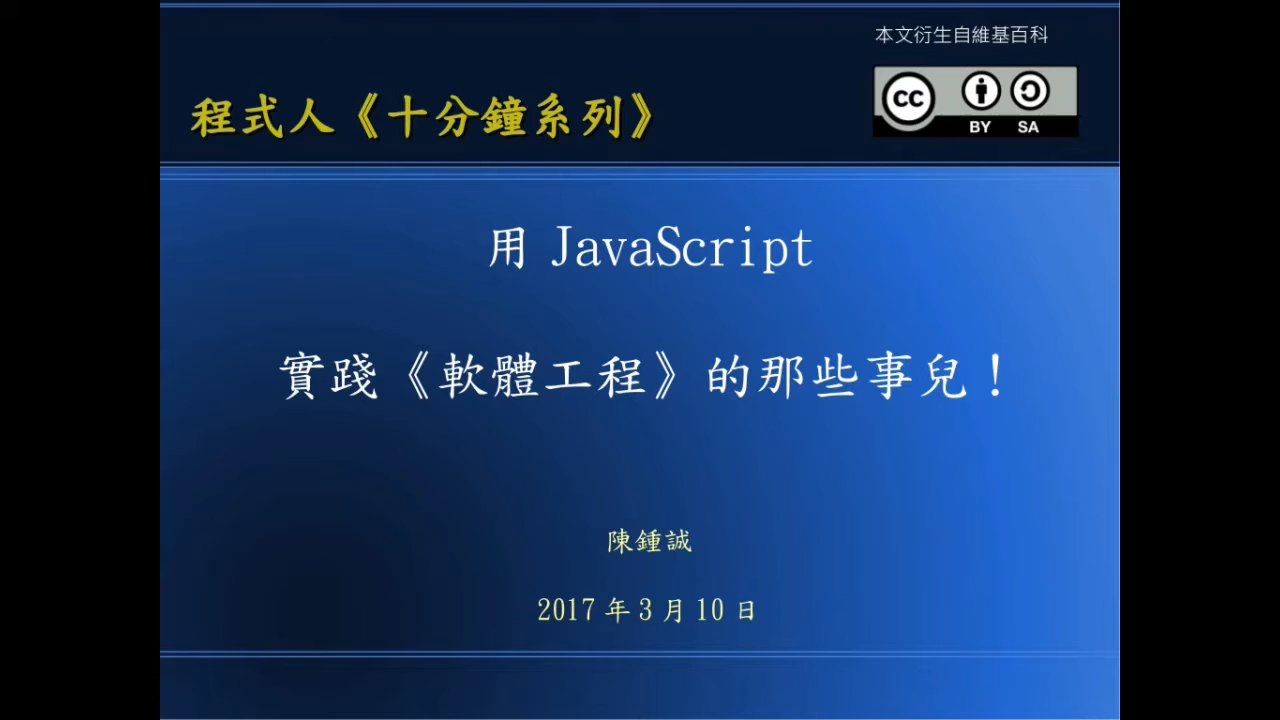 本文衍生自維基百科
程式人《十分鐘系列》
cc
BY SA
用 JavaScript
實踐《軟體工程》的那些事兒！
陳鍾誠
2017 年 3 月 10 日